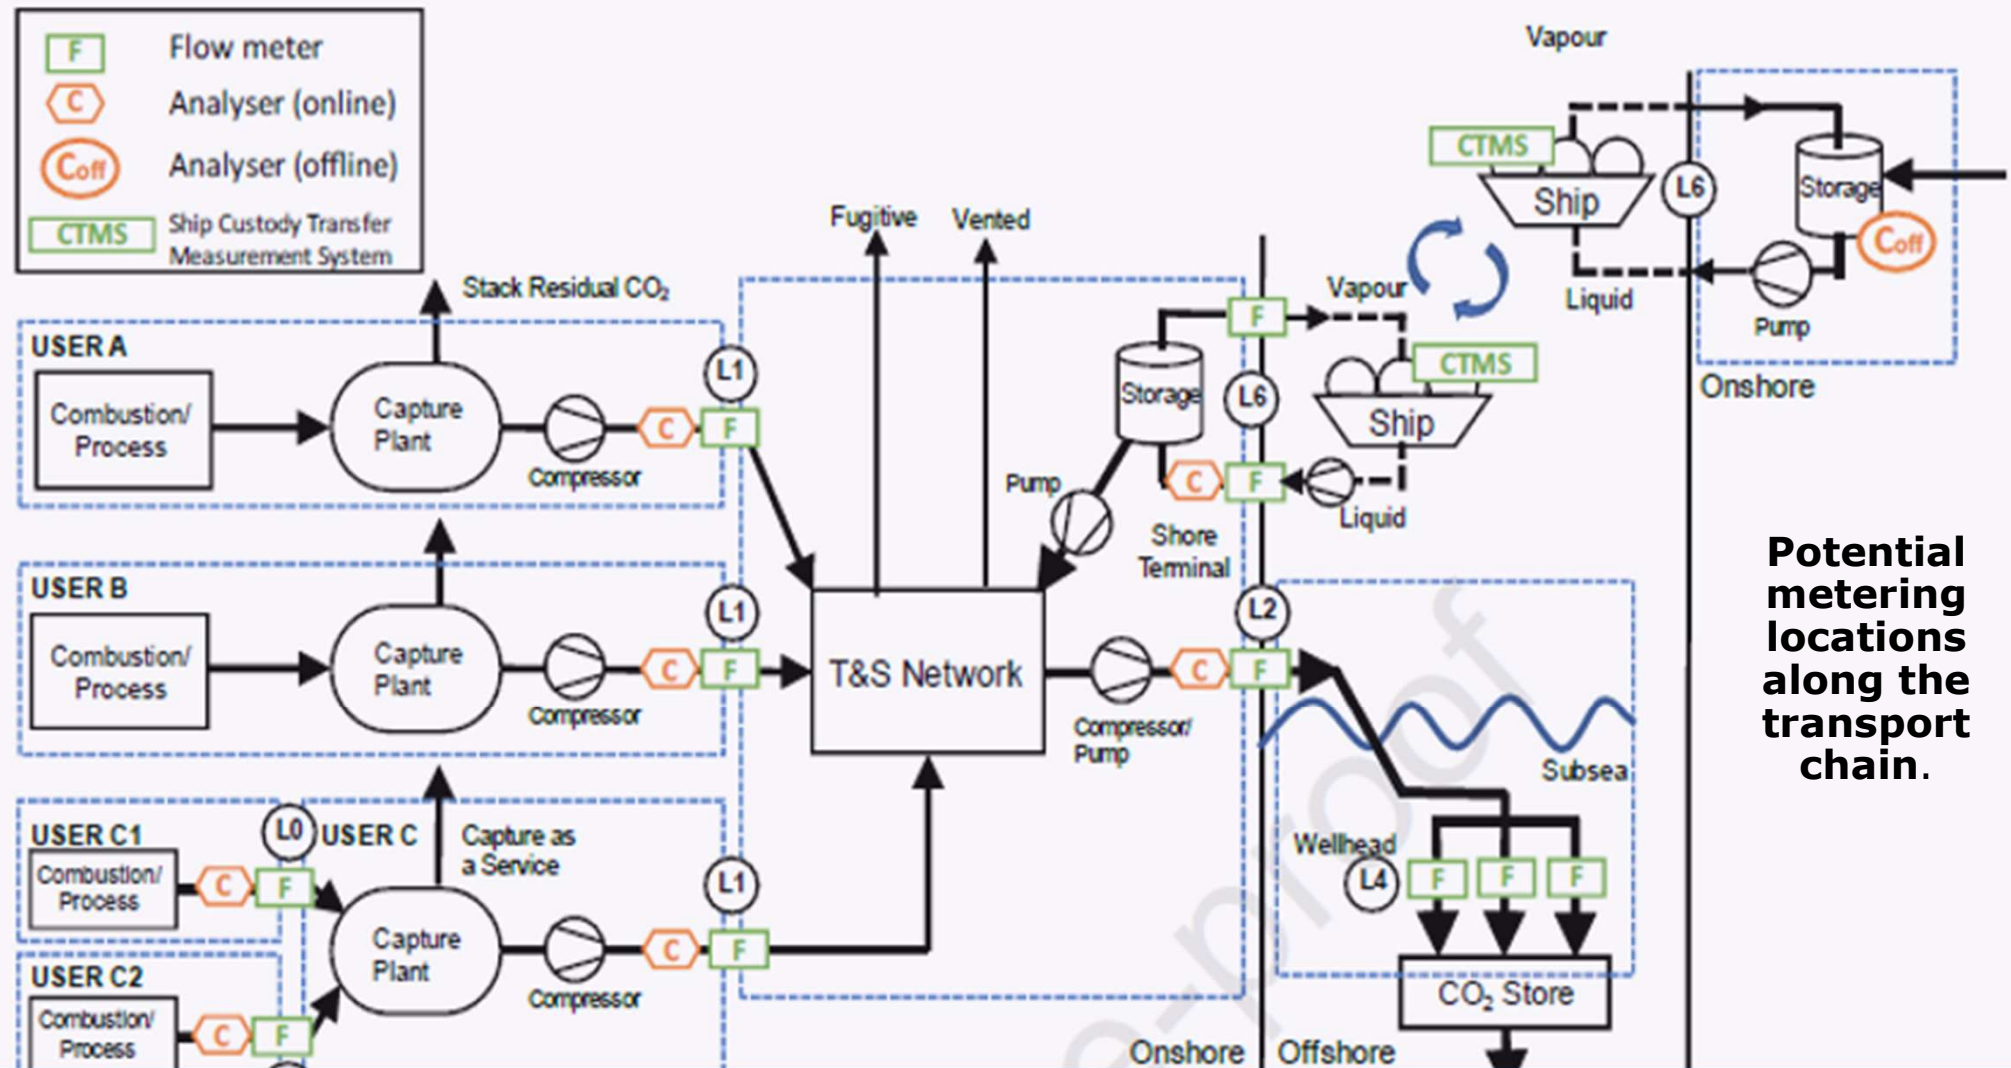 F Flow meter
C Analyser (online)
Coff Analyser (offline)
CTMS Ship Custody Transfer
Measurement System
Stack Residual CO₂
Fugitive
Vented
Vapour
CTMS
Ship
L6
Storage
Coff
Liquid
Pump
Onshore
USER A
Combustion/
Process
Capture
Plant
Compressor
C
L1
F
Storage
Pump
F
L6
C
F
Shore
Terminal
Vapour
CTMS
Ship
Liquid
USER B
Combustion/
Process
Capture
Plant
Compressor
C
L1
F
T&S Network
Compressor/
Pump
C
L2
F
Subsea
Wellhead
L4
F
F
F
CO₂ Store
USER C1
Combustion/
Process
C
L0
F
USER C
Capture as
a Service
Capture
Plant
Compressor
C
L1
F
USER C2
Combustion/
Process
C
F
Onshore
Offshore
e-proof
Potential
metering
locations
along the
transport
chain.